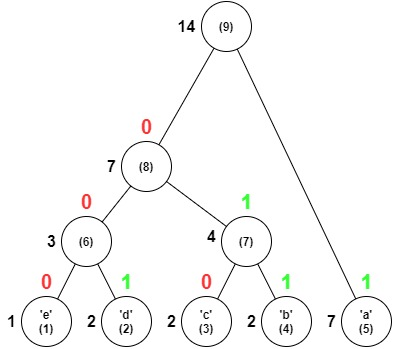 14 (9)
0
7 (8)
0 1
3 (6) 4 (7)
0 1 0 1 1
'e' 'd' 'c' 'b' 'a'
1 (1) 2 (2) 2 (3) 2 (4) 7 (5)